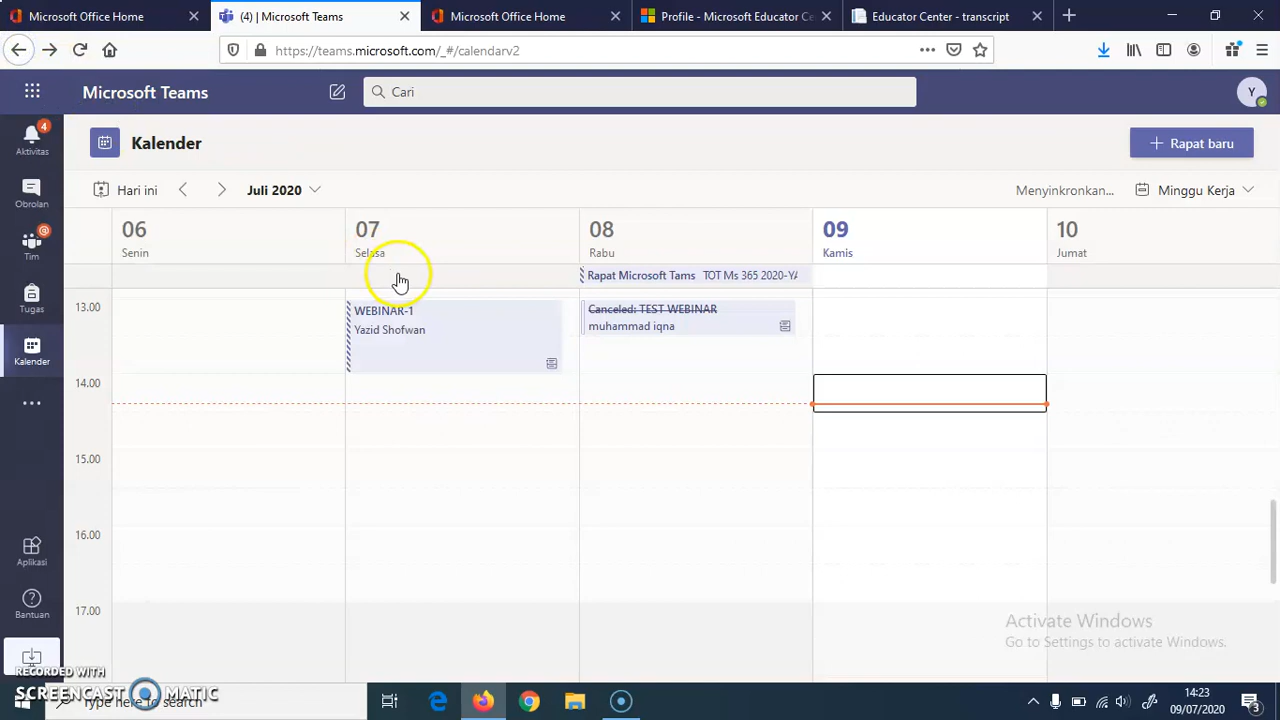 Microsoft Office Home
(4) | Microsoft Teams
Microsoft Office Home
Profile - Microsoft Educator Cen
Educator Center - transcript
https://teams.microsoft.com/_#/calendarv2
Microsoft Teams
Cari
Y
4
Aktivitas
Obrolan
@
Tim
Tugas
Kalender
Aplikasi
Bantuan
Kalender
Rapat baru
Hari ini
Juli 2020
Menyinkronkan...
Minggu Kerja
06
Senin
07
Selasa
08
Rabu
09
Kamis
10
Jumat
Rapat Microsoft Tams TOT Ms 365 2020-YA
13.00
WEBINAR-1
Yazid Shofwan
Canceled: TEST WEBINAR
muhammad iqna
14.00
15.00
16.00
17.00
Activate Windows
Go to Settings to activate Windows.
RECORDED WITH
SCREENCAST MATIC
Type here to search
14:23
09/07/2020
3